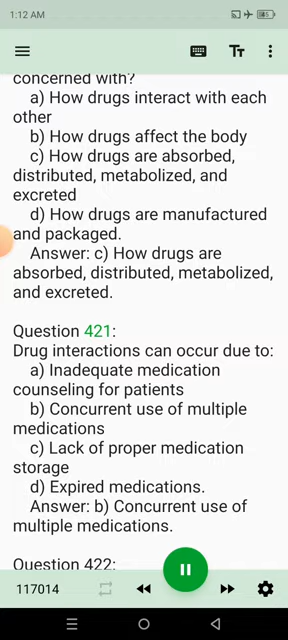 1:12 AM
concerned with?
a) How drugs interact with each
other
b) How drugs affect the body
c) How drugs are absorbed,
distributed, metabolized, and
excreted
d) How drugs are manufactured
and packaged.
Answer: c) How drugs are
absorbed, distributed, metabolized,
and excreted.
Question 421:
Drug interactions can occur due to:
a) Inadequate medication
counseling for patients
b) Concurrent use of multiple
medications
c) Lack of proper medication
storage
d) Expired medications.
Answer: b) Concurrent use of
multiple medications.
Question 422:
117014